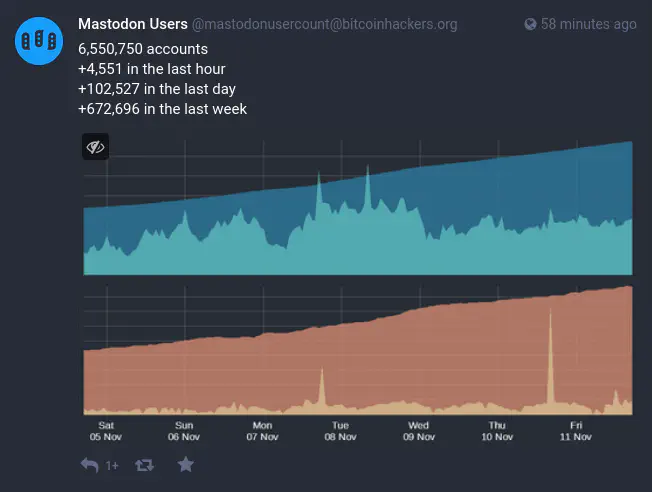 Mastodon Users @mastodonusercount@bitcoinhackers.org 58 minutes ago
6,550,750 accounts
+4,551 in the last hour
+102,527 in the last day
+672,696 in the last week
Sat Sun Mon Tue Wed Thu Fri
05 Nov 06 Nov 07 Nov 08 Nov 09 Nov 10 Nov 11 Nov
1+